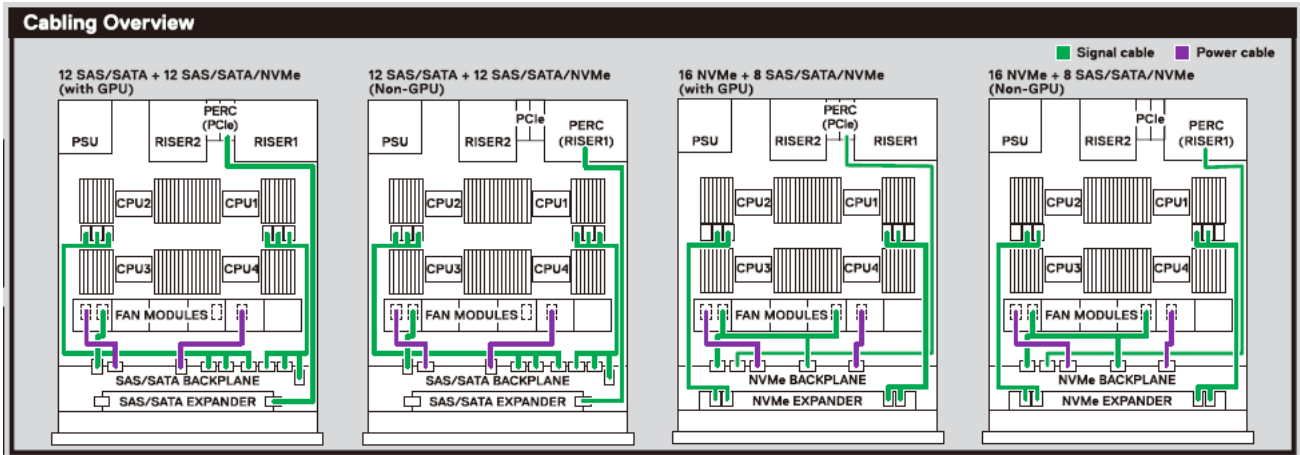 Cabling Overview
Signal cable
Power cable
12 SAS/SATA + 12 SAS/SATA/NVMe
(with GPU)
PERC
(PCIe)
PSU
RISER2
RISER1
CPU2
CPU1
CPU3
CPU4
FAN MODULES
SAS/SATA BACKPLANE
SAS/SATA EXPANDER
12 SAS/SATA + 12 SAS/SATA/NVMe
(Non-GPU)
PCIe
PERC
(RISER1)
PSU
RISER2
CPU2
CPU1
CPU3
CPU4
FAN MODULES
SAS/SATA BACKPLANE
SAS/SATA EXPANDER
16 NVMe + 8 SAS/SATA/NVMe
(with GPU)
PERC
(PCIe)
PSU
RISER2
RISER1
CPU2
CPU1
CPU3
CPU4
FAN MODULES
NVMe BACKPLANE
NVMe EXPANDER
16 NVMe + 8 SAS/SATA/NVMe
(Non-GPU)
PCIe
PERC
(RISER1)
PSU
RISER2
CPU2
CPU1
CPU3
CPU4
FAN MODULES
NVMe BACKPLANE
NVMe EXPANDER